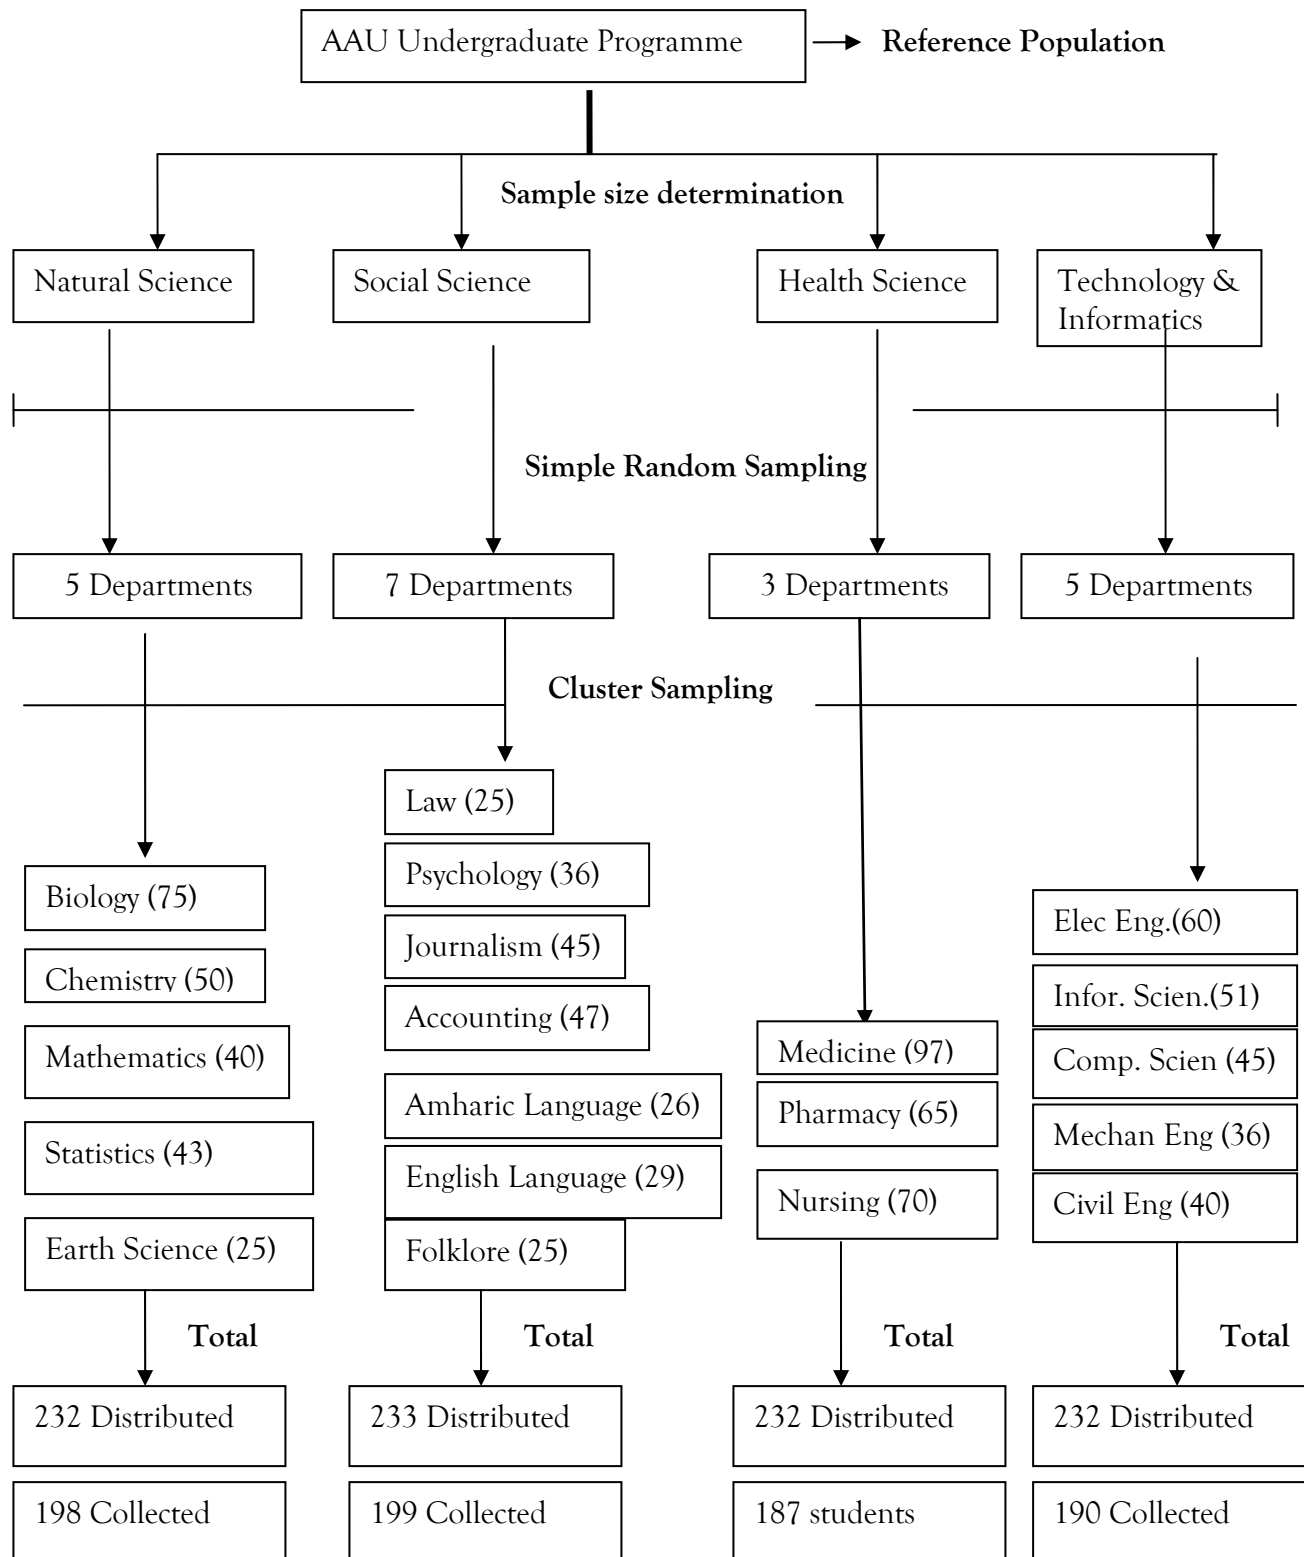 AAU Undergraduate Programme
Reference Population
Sample size determination
Natural Science
Social Science
Health Science
Technology &
Informatics
Simple Random Sampling
5 Departments
7 Departments
3 Departments
5 Departments
Cluster Sampling
Biology (75)
Chemistry (50)
Mathematics (40)
Statistics (43)
Earth Science (25)
Law (25)
Psychology (36)
Journalism (45)
Accounting (47)
Amharic Language (26)
English Language (29)
Folklore (25)
Medicine (97)
Pharmacy (65)
Nursing (70)
Elec Eng.(60)
Infor. Scien.(51)
Comp. Scien (45)
Mechan Eng (36)
Civil Eng (40)
Total
Total
Total
Total
232 Distributed
233 Distributed
232 Distributed
232 Distributed
198 Collected
199 Collected
187 students
190 Collected